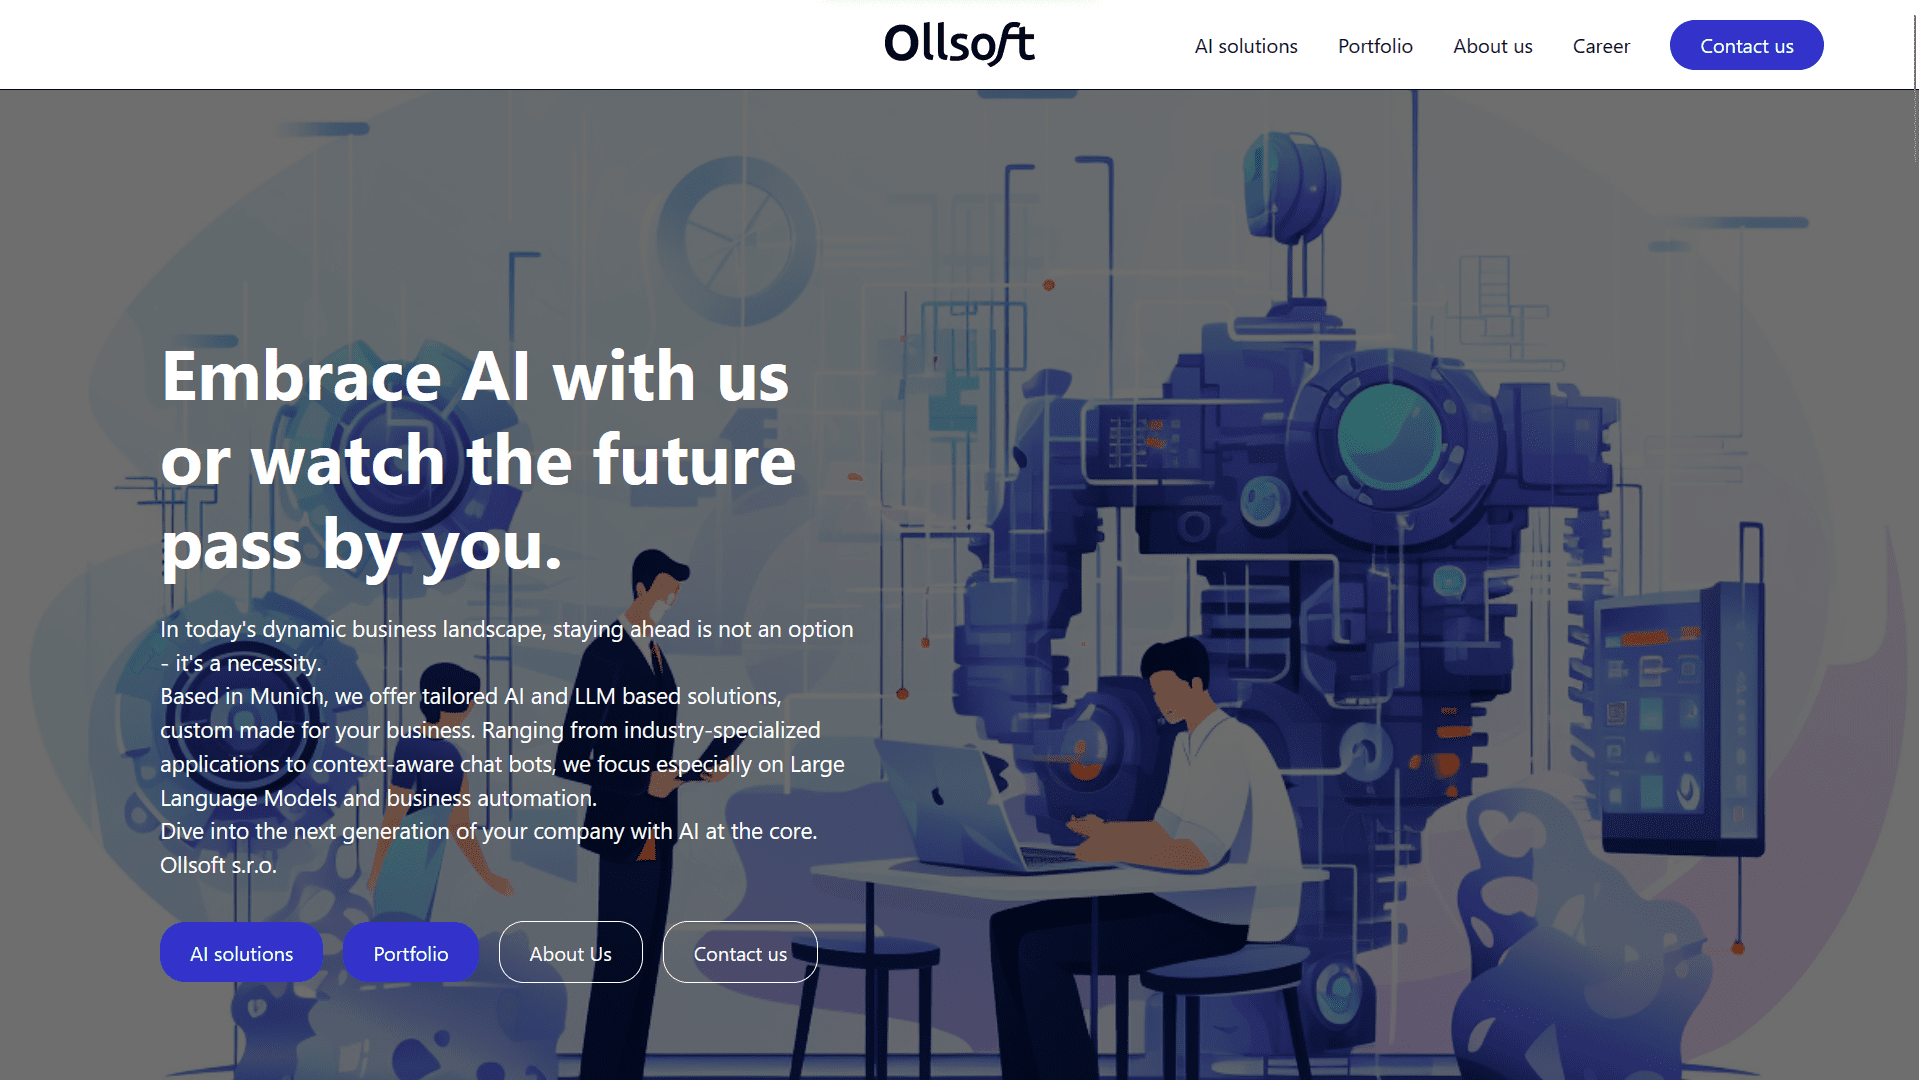 Ollsoft
AI solutions
Portfolio
About us
Career
Contact us
Embrace AI with us
or watch the future
pass by you.
In today's dynamic business landscape, staying ahead is not an option
- it's a necessity.
Based in Munich, we offer tailored AI and LLM based solutions,
custom made for your business. Ranging from industry-specialized
applications to context-aware chat bots, we focus especially on Large
Language Models and business automation.
Dive into the next generation of your company with AI at the core.
Ollsoft s.r.o.
AI solutions
Portfolio
About Us
Contact us